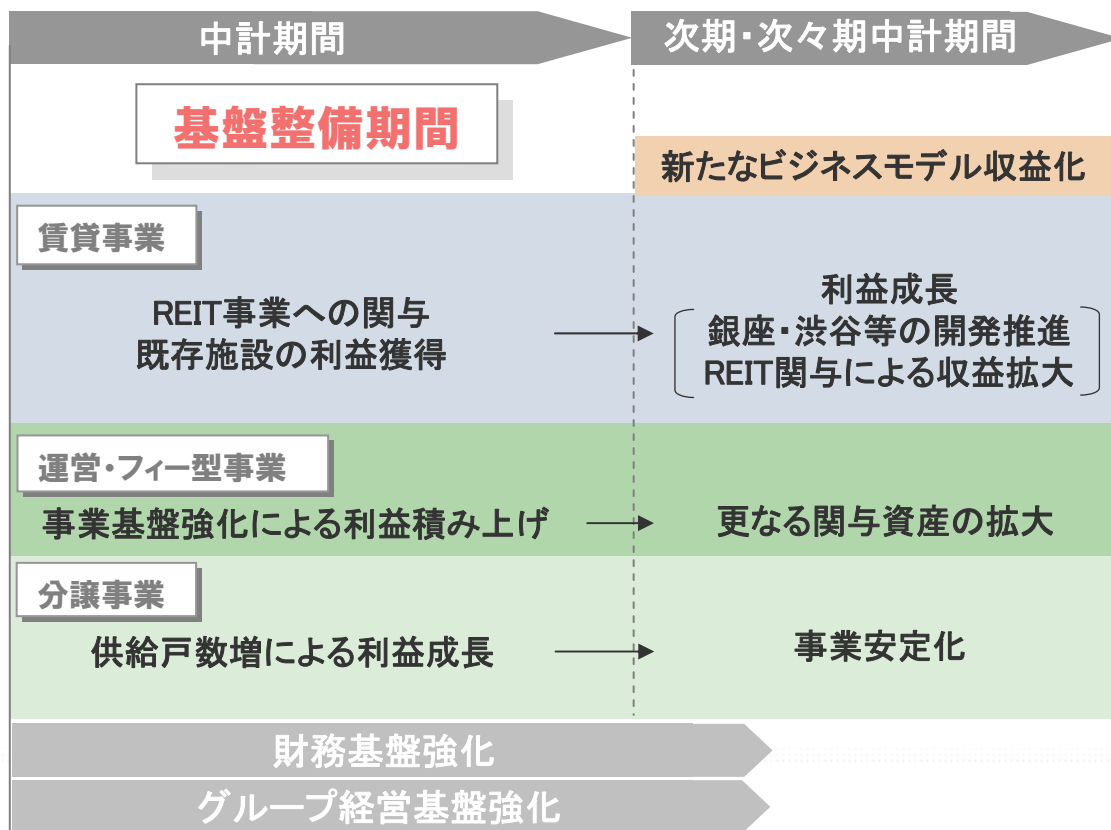 中計期間
次期・次々期中計期間
基盤整備期間
新たなビジネスモデル収益化
賃貸事業
REIT事業への関与
既存施設の利益獲得
利益成長
銀座・渋谷等の開発推進
REIT関与による収益拡大
運営・フィー型事業
事業基盤強化による利益積み上げ
更なる関与資産の拡大
分譲事業
供給戸数増による利益成長
事業安定化
財務基盤強化
グループ経営基盤強化